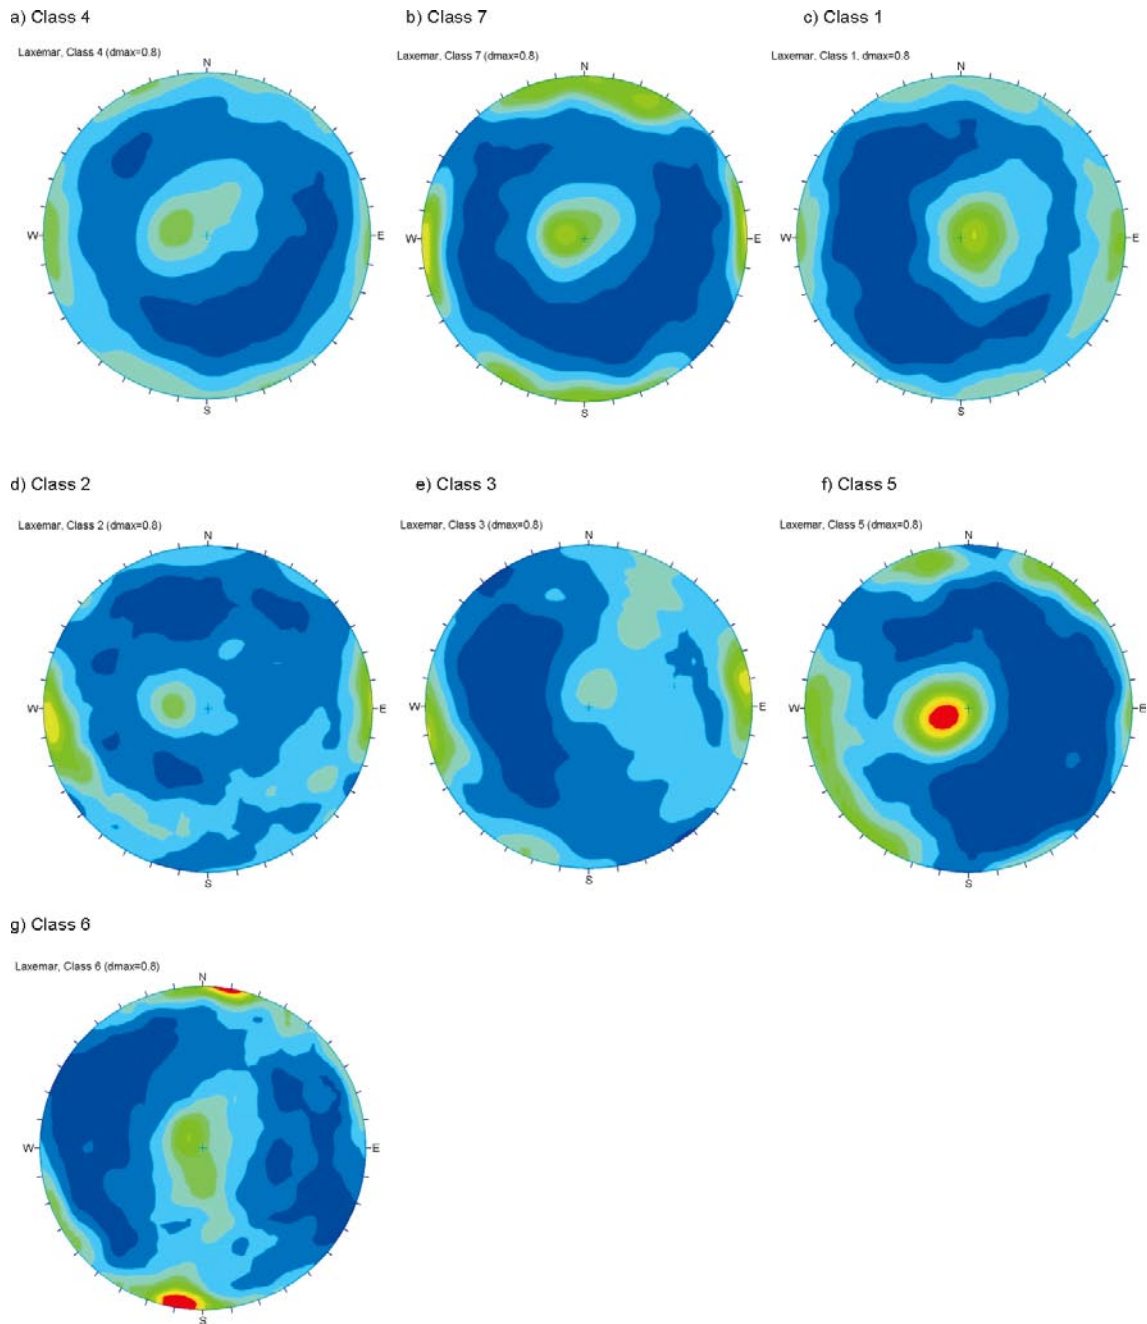 a) Class 4
b) Class 7
c) Class 1
Laxemar, Class 4 (dmax=0.8)
Laxemar, Class 7 (dmax=0.8)
Laxemar, Class 1, dmax=0.8
N
N
N
W
E
W
E
W
E
S
S
S
d) Class 2
e) Class 3
f) Class 5
Laxemar, Class 2 (dmax=0.8)
Laxemar, Class 3 (dmax=0.8)
Laxemar, Class 5 (dmax=0.8)
N
N
N
W
E
W
E
W
E
S
S
S
g) Class 6
Laxemar, Class 6 (dmax=0.8)
N
W
E
S